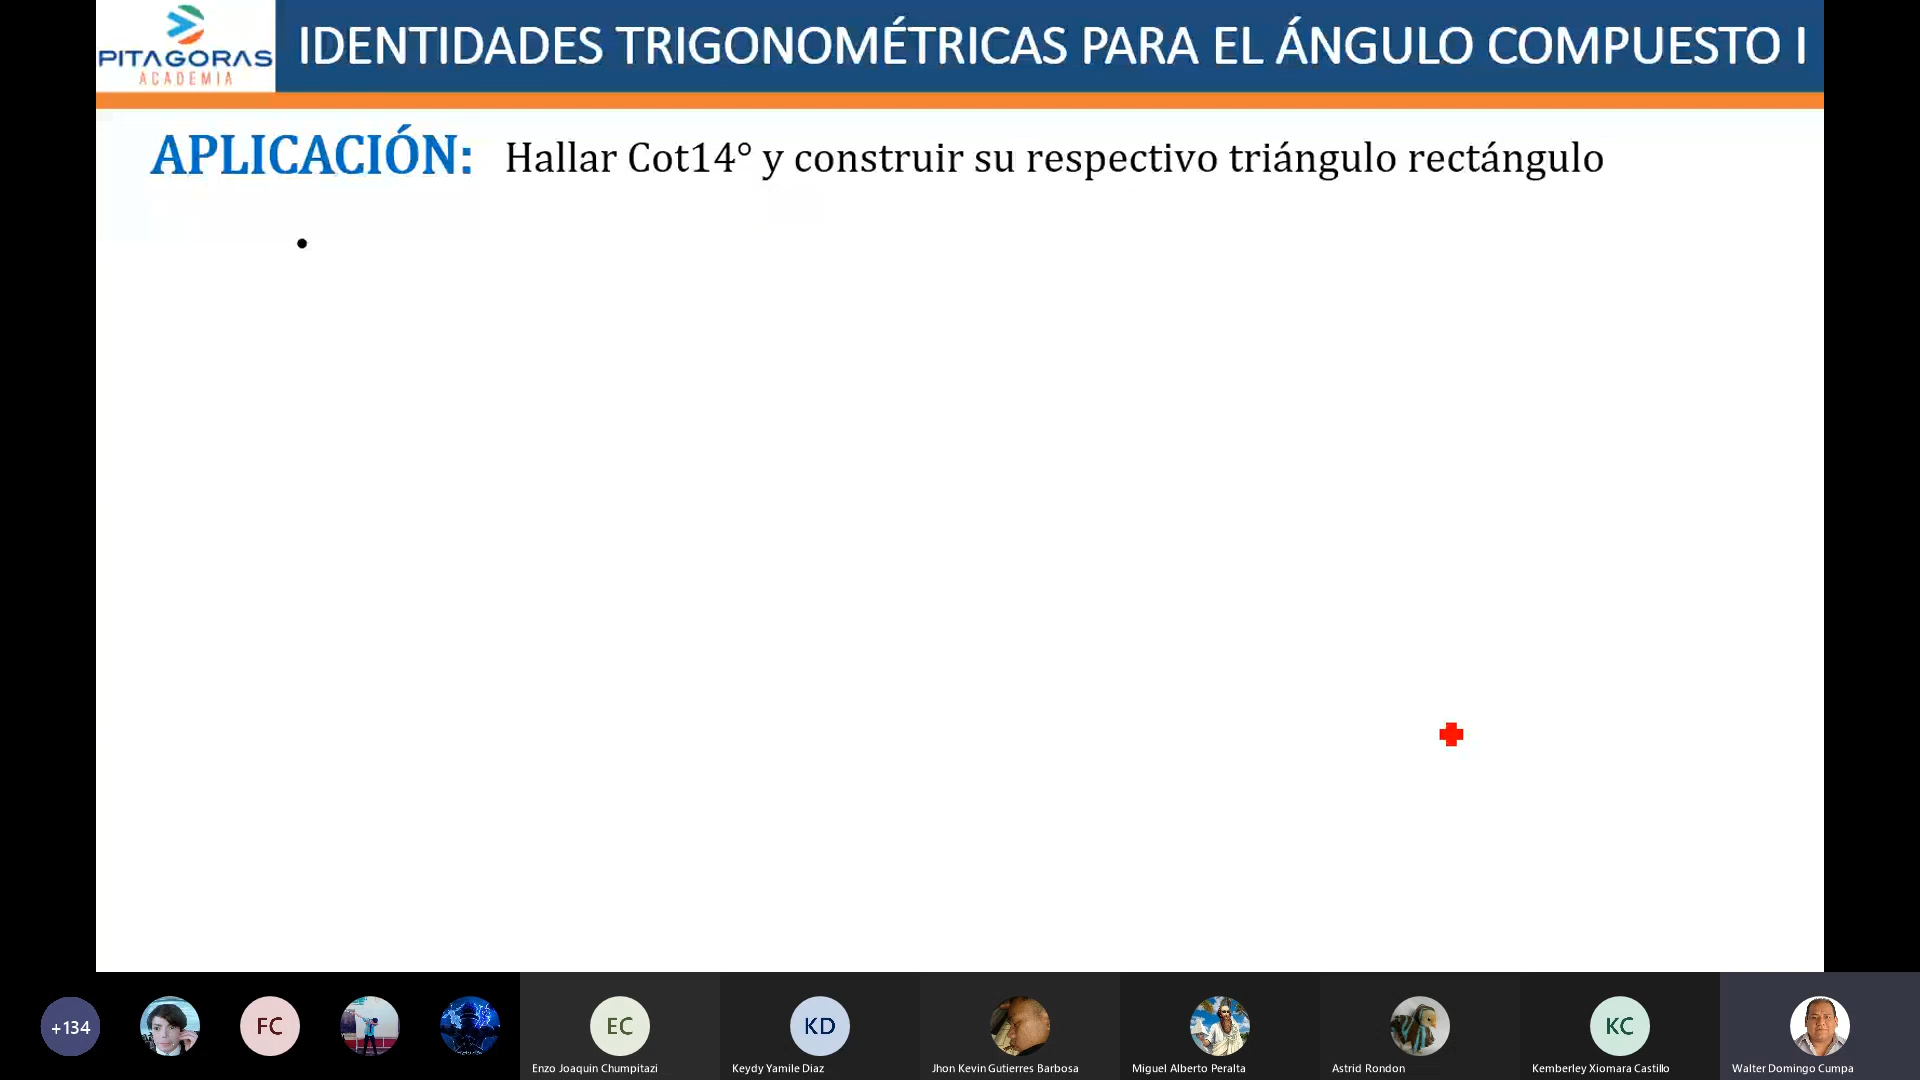 PITAGORAS
ACADEMIA
IDENTIDADES TRIGONOMÉTRICAS PARA EL ÁNGULO COMPUESTO I
APLICACIÓN: Hallar Cot14° y construir su respectivo triángulo rectángulo
+134
FC
EC
KD
KC
Enzo Joaquin Chumpitazi
Keydy Yamile Diaz
Jhon Kevin Gutierres Barbosa
Miguel Alberto Peralta
Astrid Rondon
Kemberley Xiomara Castillo
Walter Domingo Cumpa